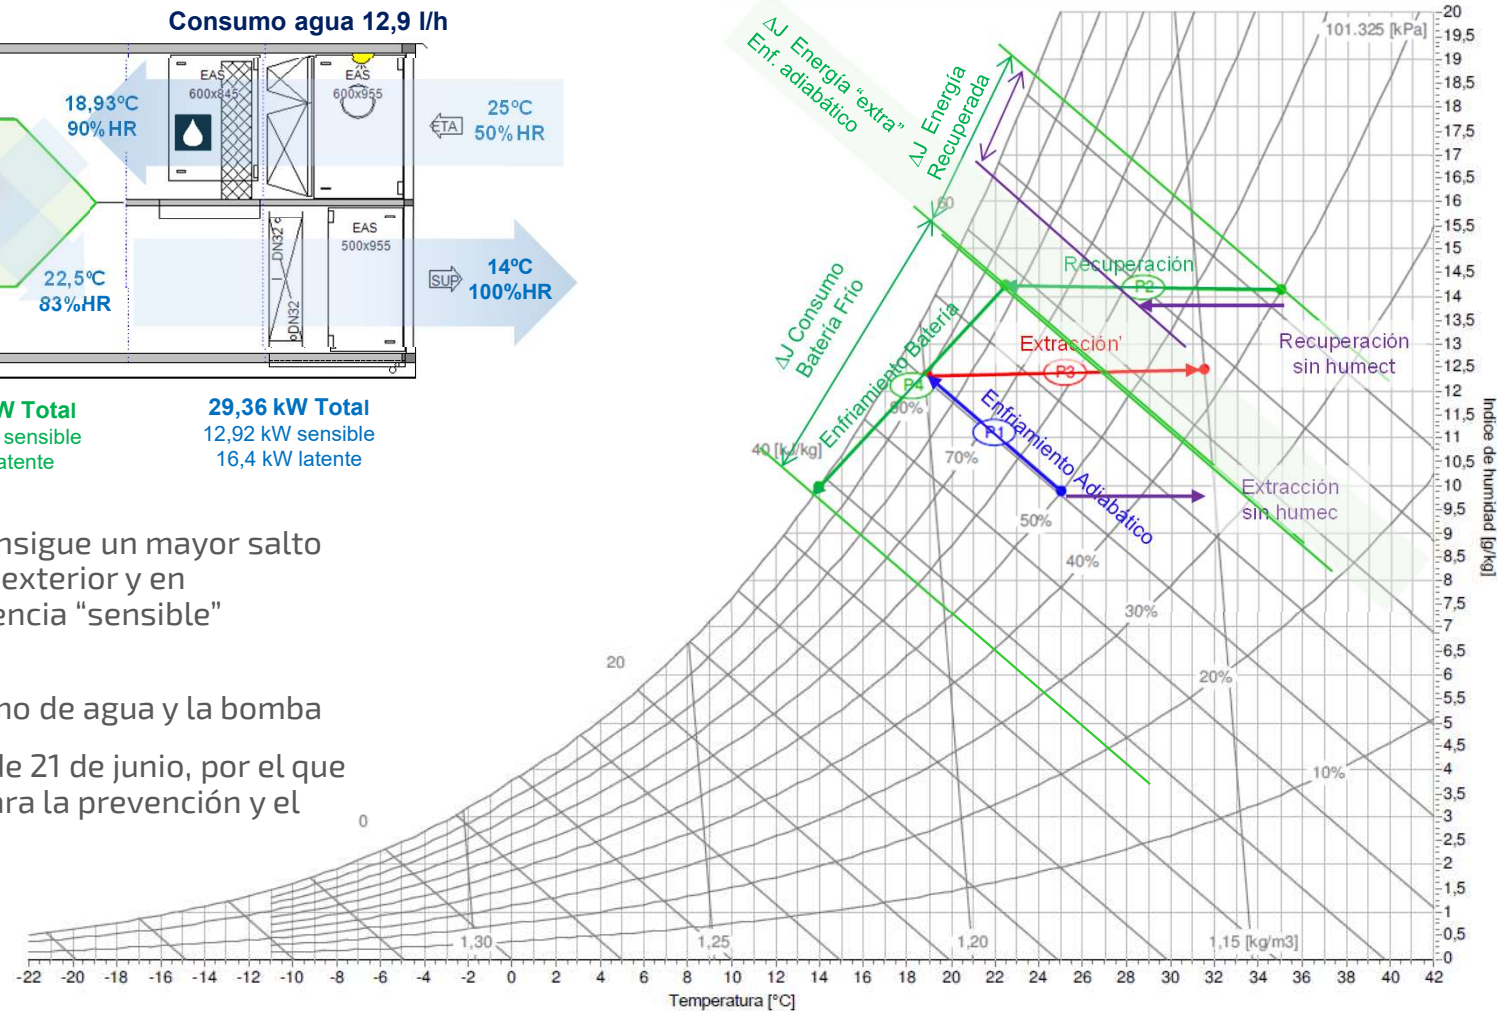 Consumo agua 12,9 l/h
EAS
600x845
EAS
600x955
18,93ºC
90%HR
ETA
25ºC
50%HR
22,5ºC
83%HR
DN32
DN32
EAS
500x955
SUP
14ºC
100%HR
W Total
sensible
atente
29,36 kW Total
12,92 kW sensible
16,4 kW latente
nsigue un mayor salto
exterior y en
encia “sensible”
no de agua y la bomba
de 21 de junio, por el que
ara la prevención y el
ΔJ Energía “extra”
Enf. adiabático
ΔJ Energía
Recuperada
ΔJ Consumo
Batería Frío
Enfriamiento Batería
Recuperación
P2
Recuperación
sin humect
Extracción'
P3
P4
Enfriamiento Adiabático
P1
Extracción
sin humec
101.325 [kPa]
60
40 [kJ/kg]
20
0
90%
70%
50%
40%
30%
20%
10%
1,30
1,25
1,20
1,15 [kg/m3]
20
19,5
19
18,5
18
17,5
17
16,5
16
15,5
15
14,5
14
13,5
13
12,5
12
11,5
11
10,5
10
9,5
9
8,5
8
7,5
7
6,5
6
5,5
5
4,5
4
3,5
3
2,5
2
1,5
1
0,5
0
Indice de humidad [g/kg]
-22 -20 -18 -16 -14 -12 -10 -8 -6 -4 -2 0 2 4 6 8 10 12 14 16 18 20 22 24 26 28 30 32 34 36 38 40 42
Temperatura [°C]